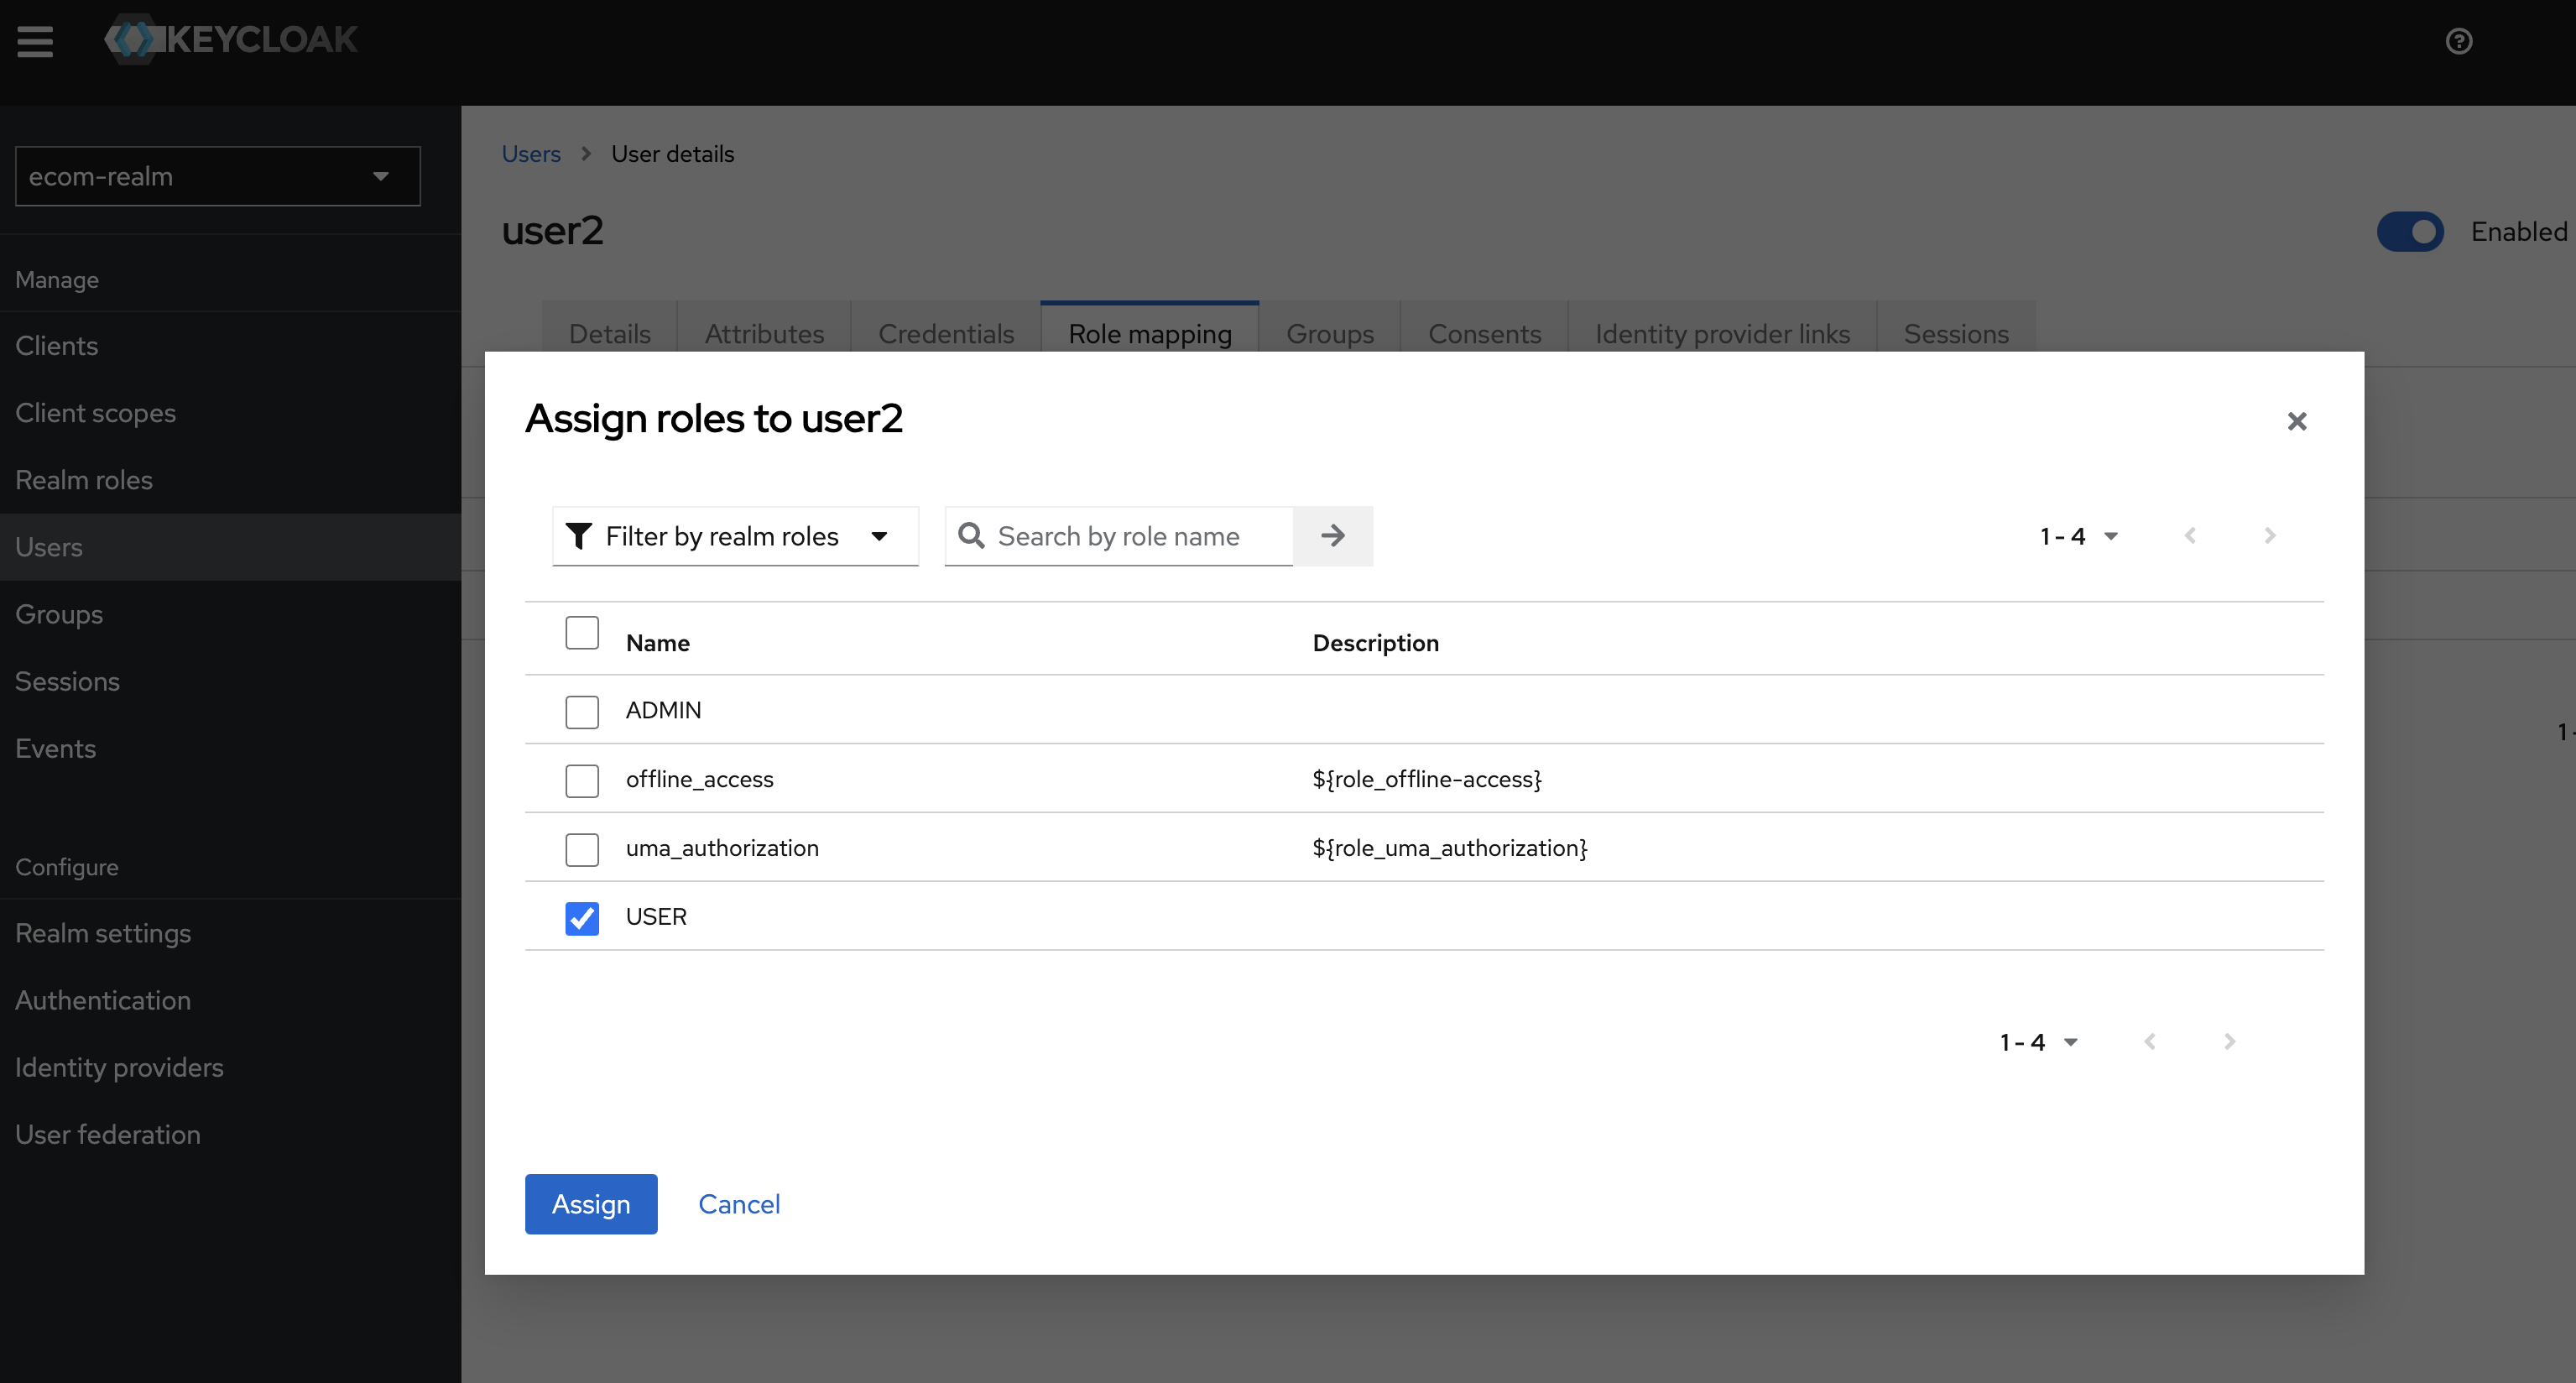 KEYCLOAK
ecom-realm
Manage
Clients
Client scopes
Realm roles
Users
Groups
Sessions
Events
Configure
Realm settings
Authentication
Identity providers
User federation
Users > User details
user2
Enabled
Details Attributes Credentials Role mapping Groups Consents Identity provider links Sessions
Assign roles to user2
Filter by realm roles Search by role name 1 - 4
Name Description
ADMIN
offline_access ${role_offline-access}
uma_authorization ${role_uma_authorization}
USER
1 - 4
Assign Cancel